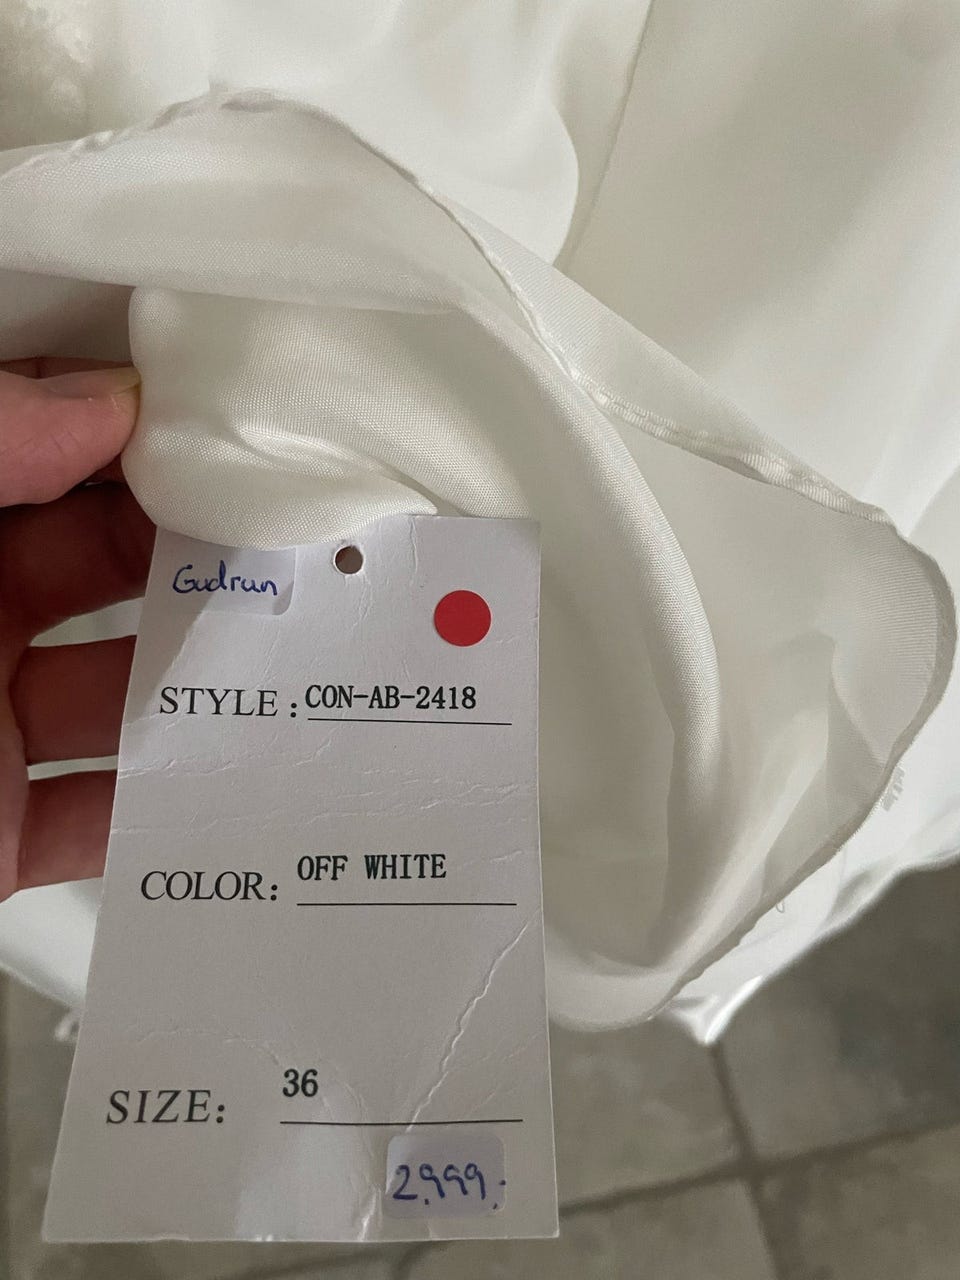 Gudrun
STYLE: CON-AB-2418
COLOR: OFF WHITE
SIZE: 36
2.999,-